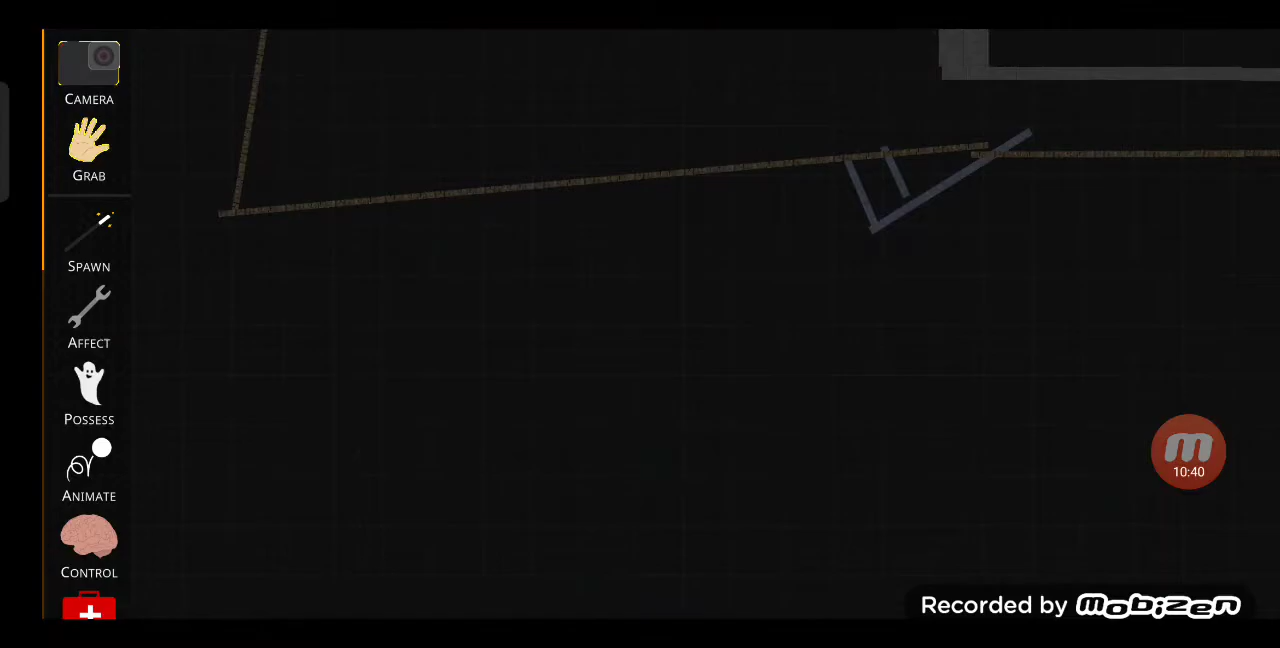 CAMERA
GRAB
SPAWN
AFFECT
POSSESS
ANIMATE
CONTROL
m
10:40
Recorded by mobizen